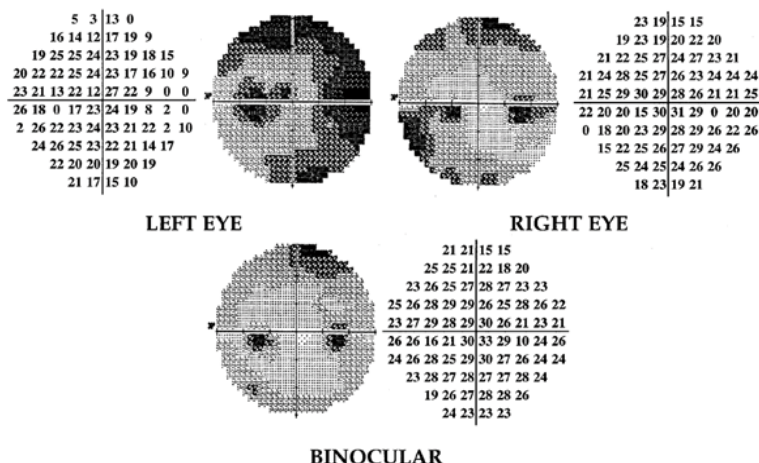 5 3 13 0
16 14 12 17 19 9
19 25 25 24 23 19 18 15
20 22 22 25 24 23 17 16 10 9
23 21 13 22 12 27 22 9 0 0
26 18 0 17 23 24 19 8 2 0
2 26 22 23 24 23 21 22 2 10
24 26 25 23 22 21 14 17
22 20 20 19 20 19
21 17 15 10
LEFT EYE
23 19 15 15
19 23 19 20 22 20
21 22 25 27 24 27 23 21
21 24 28 25 27 26 23 24 24 24
21 25 29 30 29 28 26 21 21 25
22 20 20 15 30 31 29 0 20 20
0 18 20 23 29 28 29 26 22 26
15 22 25 26 27 29 24 26
25 24 25 24 26 26
18 23 19 21
RIGHT EYE
21 21 15 15
25 25 21 22 18 20
23 26 25 27 28 27 23 23
25 26 28 29 29 26 25 28 26 22
23 27 29 28 29 30 26 21 23 21
26 26 16 21 30 33 29 10 24 26
24 26 28 25 29 30 27 26 24 24
23 28 27 28 27 27 28 24
19 26 27 28 28 26
24 23 23 23
BINOCULAR